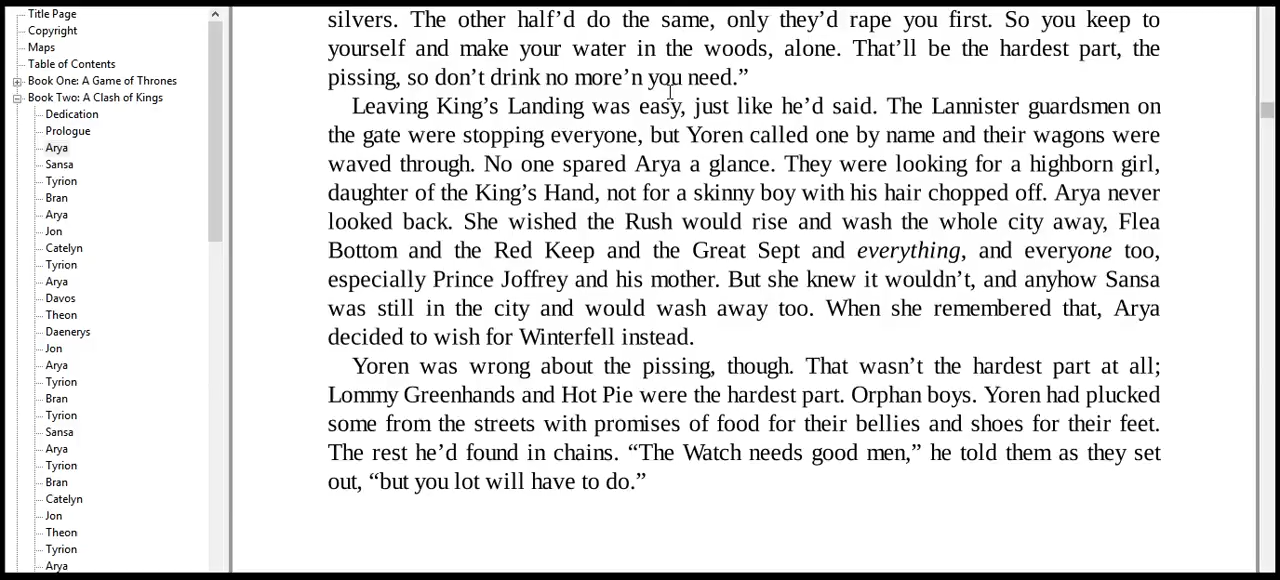 Title Page
Copyright
Maps
Table of Contents
Book One: A Game of Thrones
Book Two: A Clash of Kings
Dedication
Prologue
Arya
Sansa
Tyrion
Bran
Arya
Jon
Catelyn
Tyrion
Arya
Davos
Theon
Daenerys
Jon
Arya
Tyrion
Bran
Tyrion
Sansa
Arya
Tyrion
Bran
Catelyn
Jon
Theon
Tyrion
Arya
silvers. The other half’d do the same, only they’d rape you first. So you keep to
yourself and make your water in the woods, alone. That’ll be the hardest part, the
pissing, so don’t drink no more’n you need.”
Leaving King’s Landing was easy, just like he’d said. The Lannister guardsmen on
the gate were stopping everyone, but Yoren called one by name and their wagons were
waved through. No one spared Arya a glance. They were looking for a highborn girl,
daughter of the King’s Hand, not for a skinny boy with his hair chopped off. Arya never
looked back. She wished the Rush would rise and wash the whole city away, Flea
Bottom and the Red Keep and the Great Sept and everything, and everyone too,
especially Prince Joffrey and his mother. But she knew it wouldn’t, and anyhow Sansa
was still in the city and would wash away too. When she remembered that, Arya
decided to wish for Winterfell instead.
Yoren was wrong about the pissing, though. That wasn’t the hardest part at all;
Lommy Greenhands and Hot Pie were the hardest part. Orphan boys. Yoren had plucked
some from the streets with promises of food for their bellies and shoes for their feet.
The rest he’d found in chains. “The Watch needs good men,” he told them as they set
out, “but you lot will have to do.”